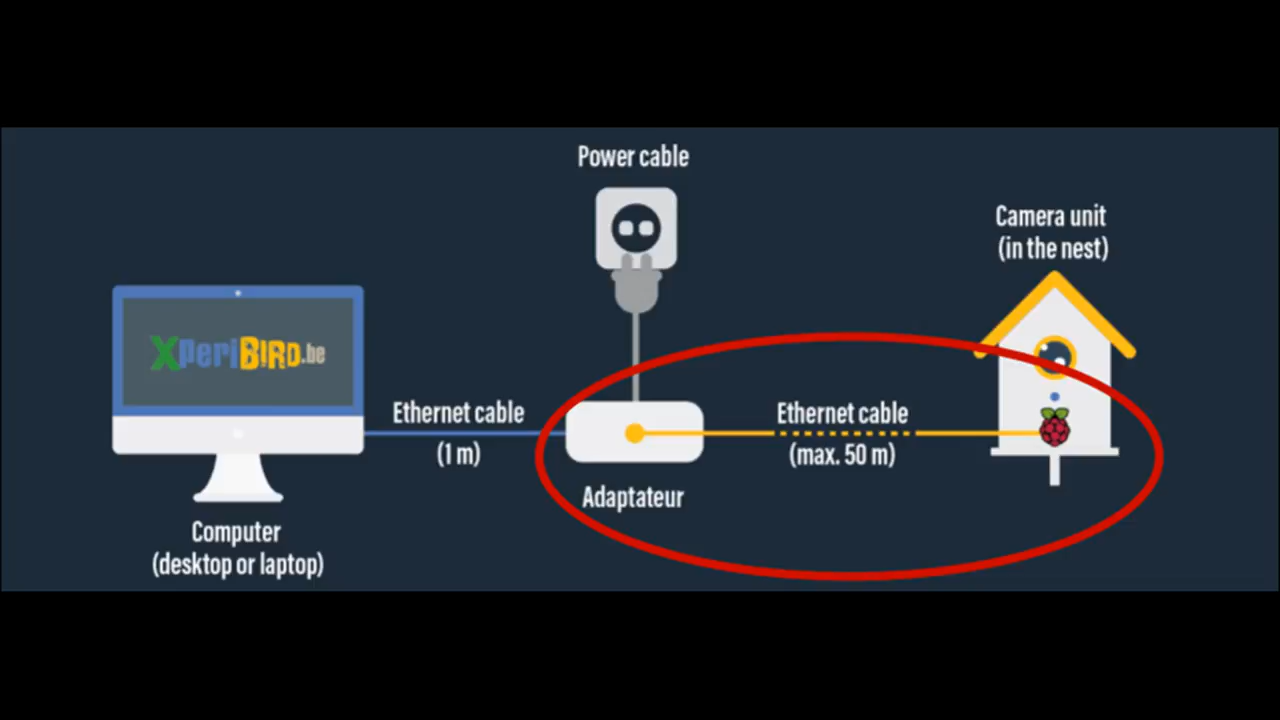 Power cable
Camera unit
(in the nest)
XperiBIRD.be
Ethernet cable
(1 m)
Ethernet cable
(max. 50 m)
Adaptateur
Computer
(desktop or laptop)